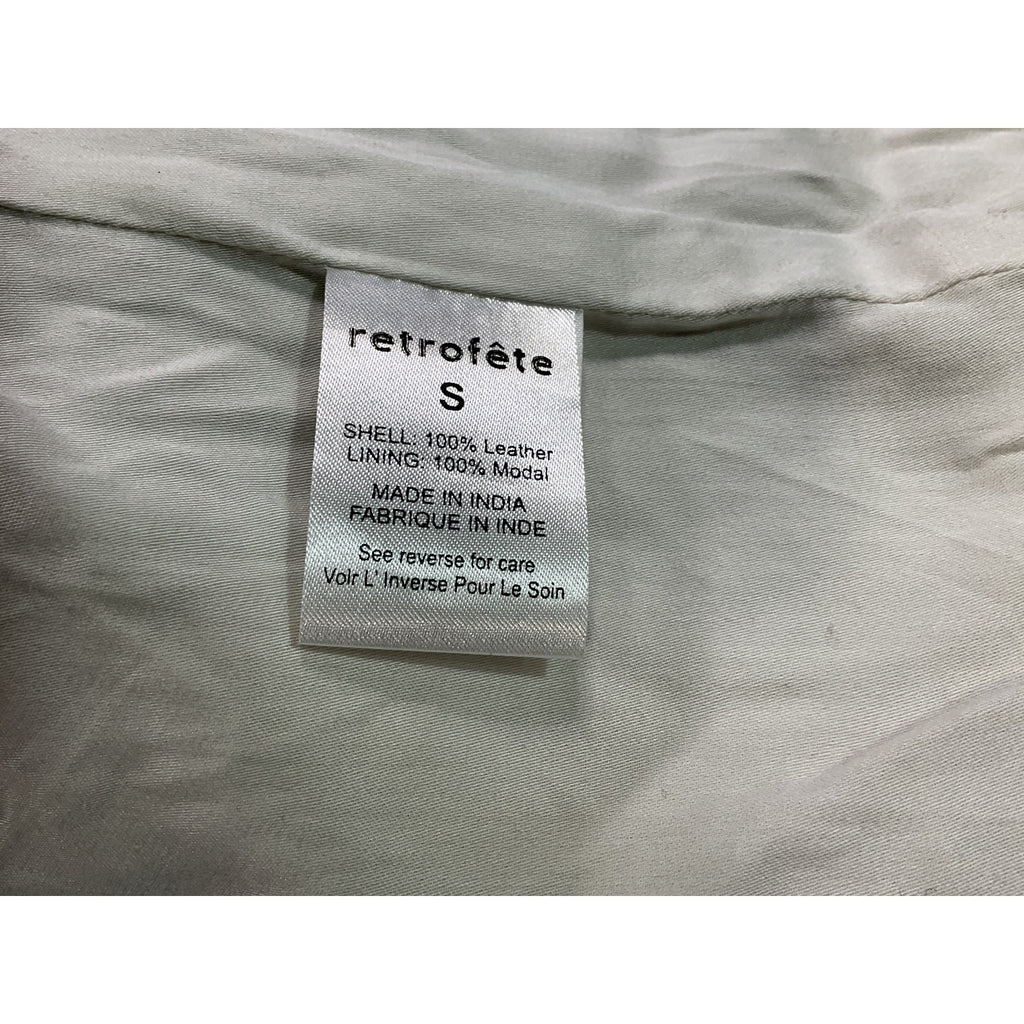 retrofête
S
SHELL: 100% Leather
LINING: 100% Modal
MADE IN INDIA
FABRIQUE IN INDE
See reverse for care
Voir L' Inverse Pour Le Soin